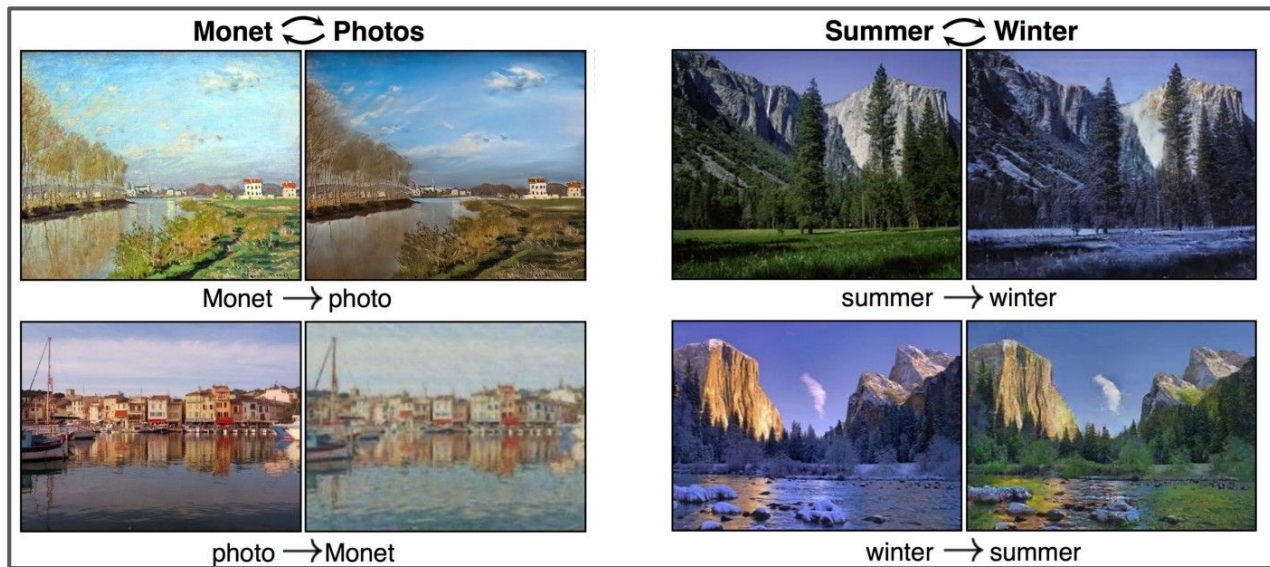 Monet Photos
Monet → photo
photo → Monet
Summer Winter
summer → winter
winter → summer